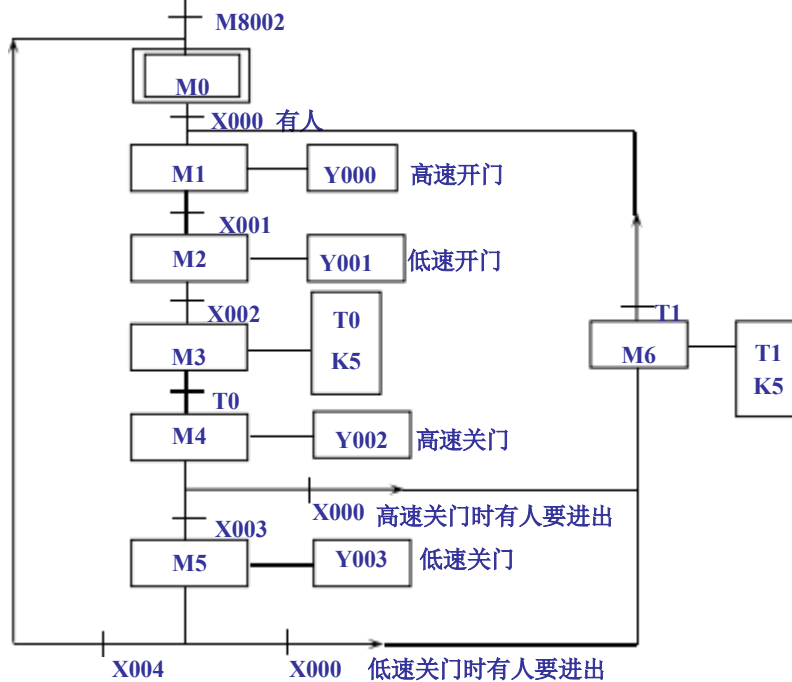 M8002
M0
X000 有人
M1
Y000
高速开门
X001
M2
Y001
低速开门
X002
M3
T0
K5
T1
M6
T1
K5
T0
M4
Y002
高速关门
X000 高速关门时有人要进出
X003
M5
Y003
低速关门
X004
X000
低速关门时有人要进出